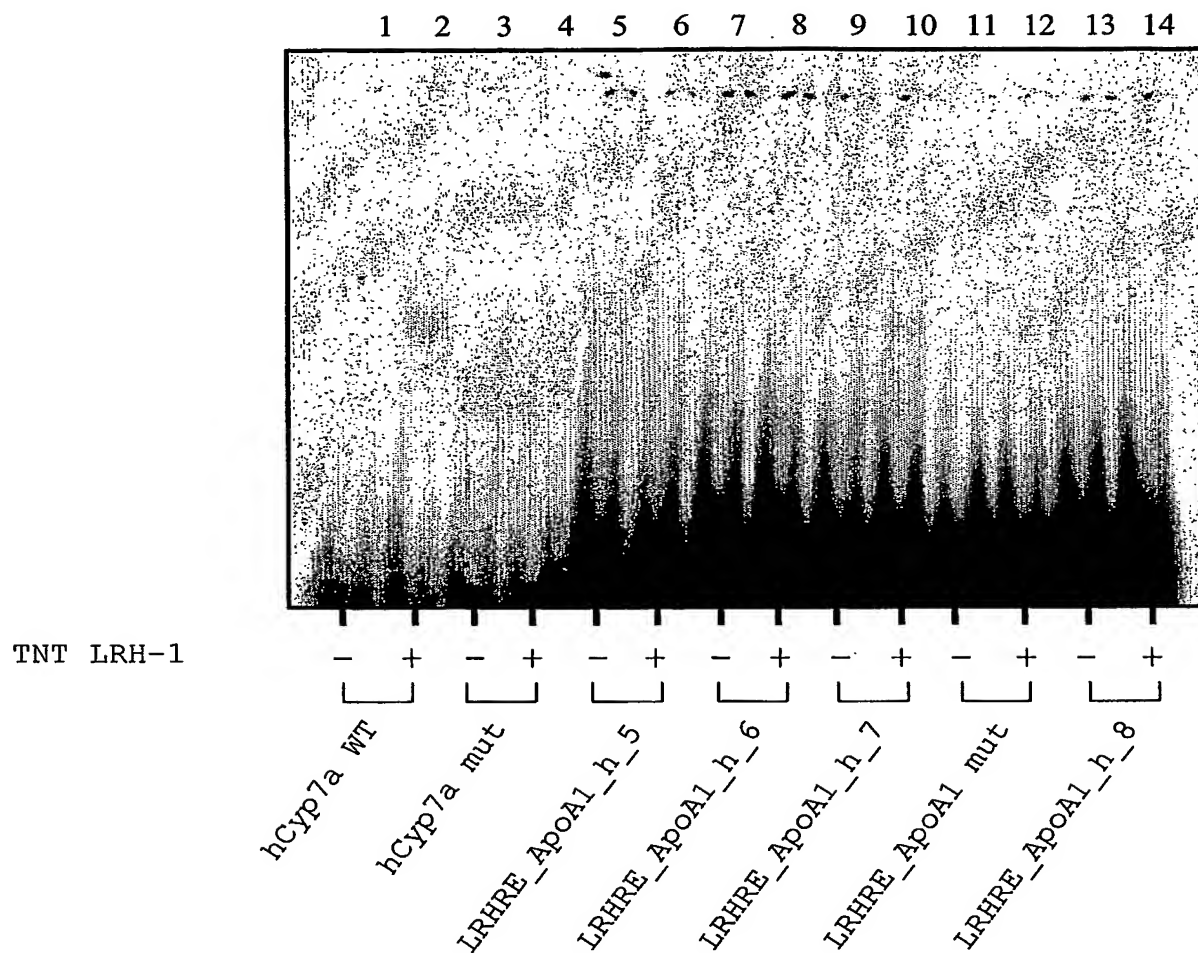 1 2 3 4 5 6 7 8 9 10 11 12 13 14
TNT LRH-1 - + - + - + - + - + - + - +
hCyp7a WT
hCyp7a mut
LRHRE_ApoA1_h_5
LRHRE_ApoA1_h_6
LRHRE_ApoA1_h_7
LRHRE_ApoA1 mut
LRHRE_ApoA1_h_8